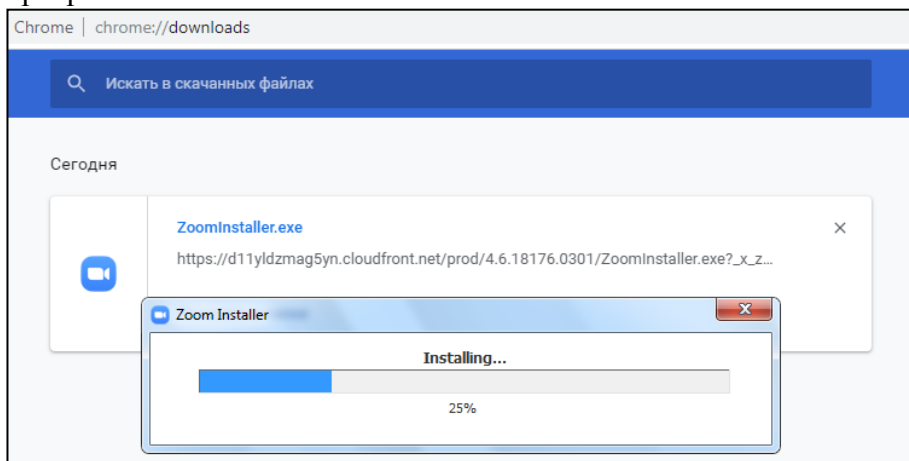 Chrome | chrome://downloads
Искать в скачанных файлах
Сегодня
ZoomInstaller.exe
https://d11yldzmag5yn.cloudfront.net/prod/4.6.18176.0301/ZoomInstaller.exe?_x_z...
Zoom Installer
Installing...
25%